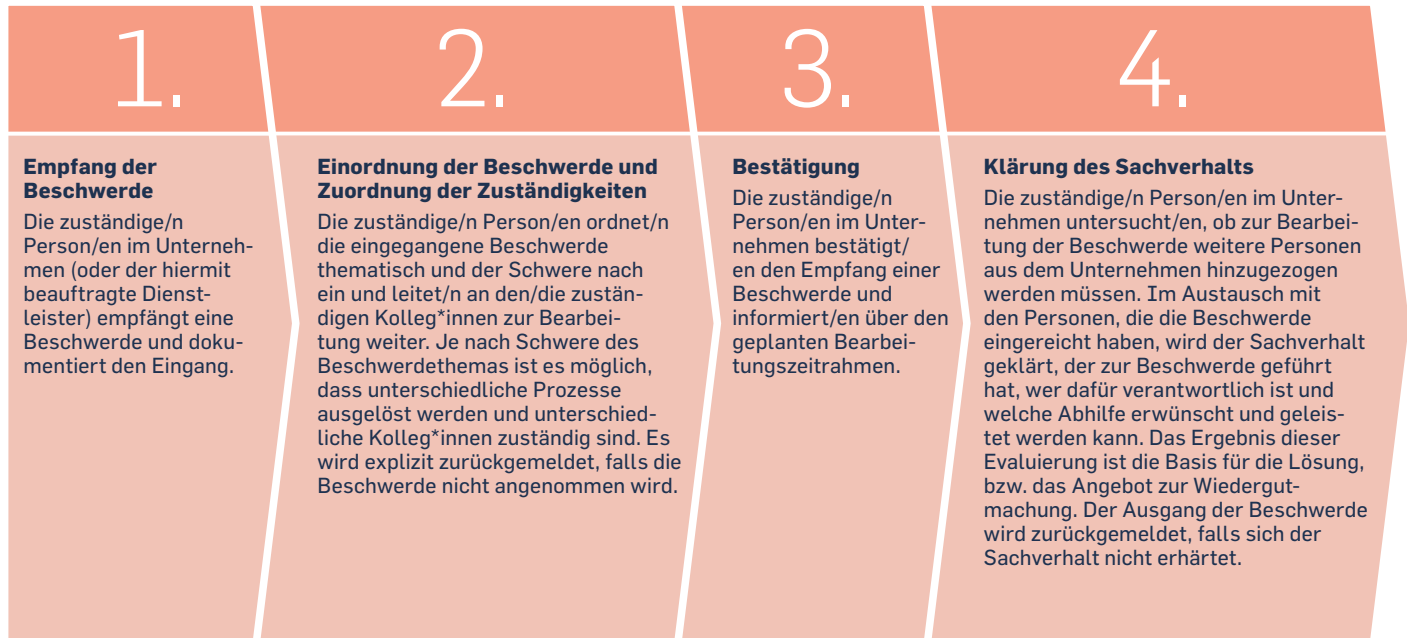 1.
Empfang der
Beschwerde
Die zuständige/n
Person/en im Unterneh-
men (oder der hiermit
beauftragte Dienst-
leister) empfängt eine
Beschwerde und doku-
mentiert den Eingang.
2.
Einordnung der Beschwerde und
Zuordnung der Zuständigkeiten
Die zuständige/n Person/en ordnet/n
die eingegangene Beschwerde
thematisch und der Schwere nach
ein und leitet/n an den/die zustän-
digen Kolleg*innen zur Bearbei-
tung weiter. Je nach Schwere des
Beschwerdethemas ist es möglich,
dass unterschiedliche Prozesse
ausgelöst werden und unterschied-
liche Kolleg*innen zuständig sind. Es
wird explizit zurückgemeldet, falls die
Beschwerde nicht angenommen wird.
3.
Bestätigung
Die zuständige/n
Person/en im Unter-
nehmen bestätigt/
en den Empfang einer
Beschwerde und
informiert/en über den
geplanten Bearbei-
tungszeitrahmen.
4.
Klärung des Sachverhalts
Die zuständige/n Person/en im Unter-
nehmen untersucht/en, ob zur Bearbei-
tung der Beschwerde weitere Personen
aus dem Unternehmen hinzugezogen
werden müssen. Im Austausch mit
den Personen, die die Beschwerde
eingereicht haben, wird der Sachverhalt
geklärt, der zur Beschwerde geführt
hat, wer dafür verantwortlich ist und
welche Abhilfe erwünscht und geleis-
tet werden kann. Das Ergebnis dieser
Evaluierung ist die Basis für die Lösung,
bzw. das Angebot zur Wiedergut-
machung. Der Ausgang der Beschwerde
wird zurückgemeldet, falls sich der
Sachverhalt nicht erhärtet.